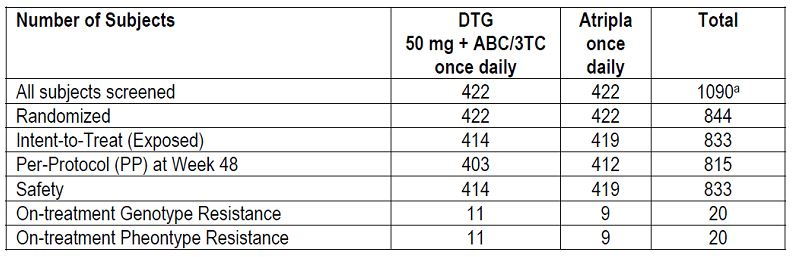 Number of Subjects DTG 50 mg + ABC/3TC once daily Atripla once daily Total
All subjects screened 422 422 1090ª
Randomized 422 422 844
Intent-to-Treat (Exposed) 414 419 833
Per-Protocol (PP) at Week 48 403 412 815
Safety 414 419 833
On-treatment Genotype Resistance 11 9 20
On-treatment Pheontype Resistance 11 9 20